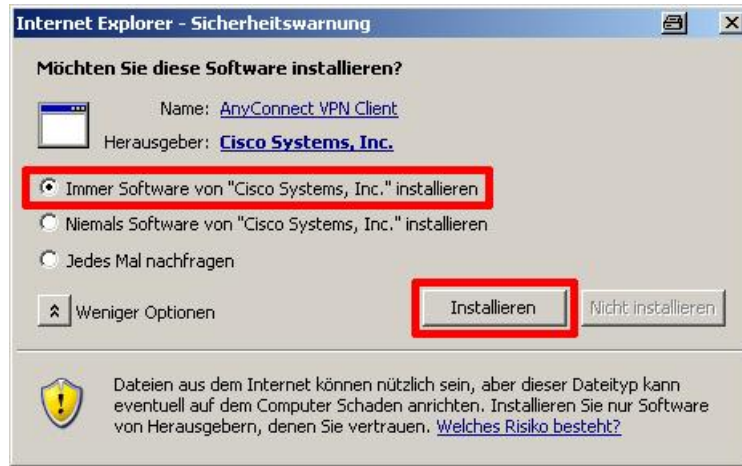 Internet Explorer - Sicherheitswarnung
Möchten Sie diese Software installieren?
Name: AnyConnect VPN Client
Herausgeber: Cisco Systems, Inc.
Immer Software von "Cisco Systems, Inc." installieren
Niemals Software von "Cisco Systems, Inc." installieren
Jedes Mal nachfragen
Weniger Optionen Installieren Nicht installieren
Dateien aus dem Internet können nützlich sein, aber dieser Dateityp kann
eventuell auf dem Computer Schaden anrichten. Installieren Sie nur Software
von Herausgebern, denen Sie vertrauen. Welches Risiko besteht?